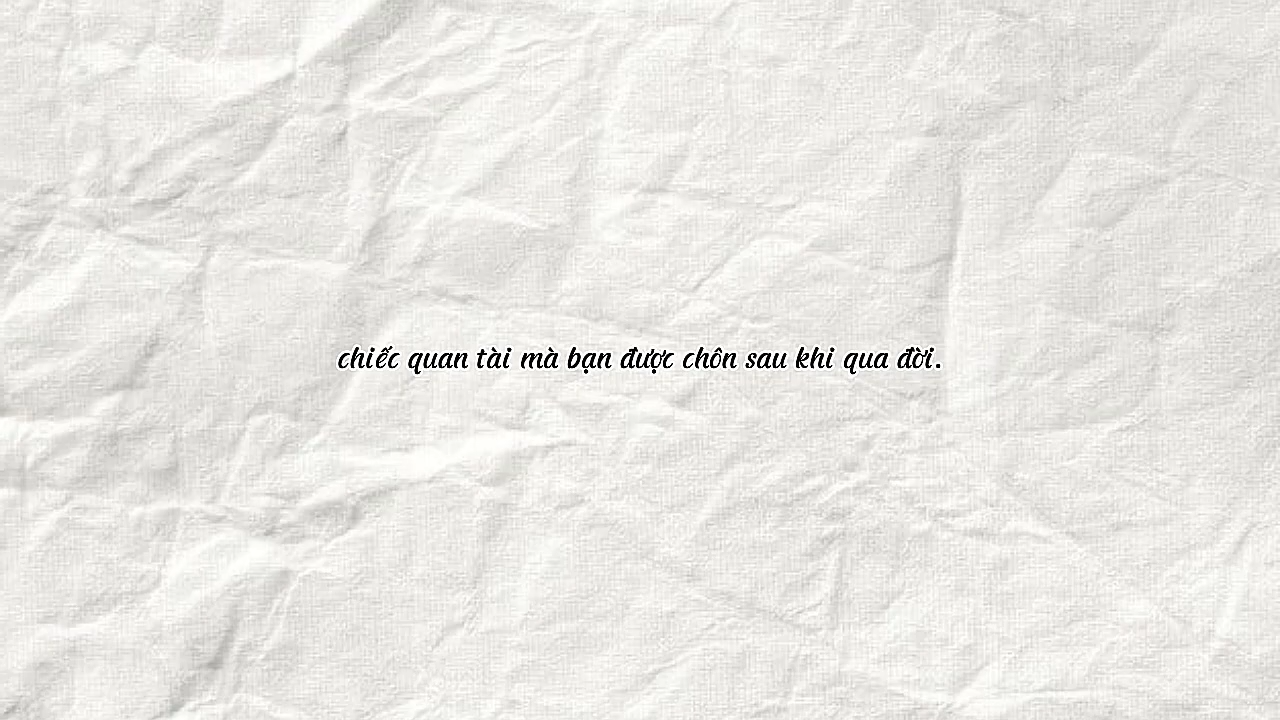 chiếc quan tài mà bạn được chôn sau khi qua đời.